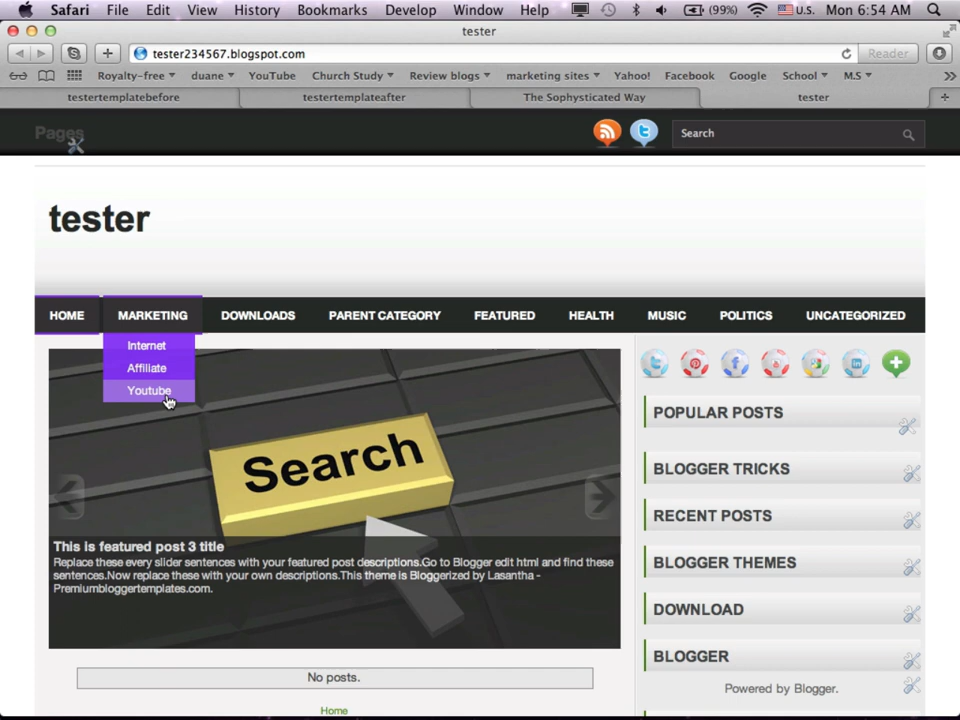 Safari File Edit View History Bookmarks Develop Window Help (99%) U.S. Mon 6:54 AM
tester
tester234567.blogspot.com Reader
Royalty-free duane YouTube Church Study Review blogs marketing sites Yahoo! Facebook Google School M.S
testertemplatebefore testertemplateafter The Sophysticated Way tester
Pages
Search
tester
HOME MARKETING DOWNLOADS PARENT CATEGORY FEATURED HEALTH MUSIC POLITICS UNCATEGORIZED
Internet
Affiliate
Youtube
Search
This is featured post 3 title
Replace these every slider sentences with your featured post descriptions.Go to Blogger edit html and find these
sentences.Now replace these with your own descriptions.This theme is Bloggerized by Lasantha -
Premiumbloggertemplates.com.
No posts.
Home
POPULAR POSTS
BLOGGER TRICKS
RECENT POSTS
BLOGGER THEMES
DOWNLOAD
BLOGGER
Powered by Blogger.